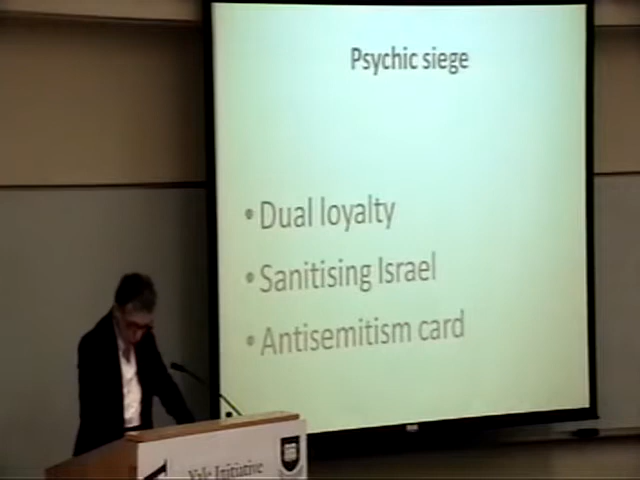 Psychic siege
• Dual loyalty
• Sanitising Israel
• Antisemitism card
Yale Initiative